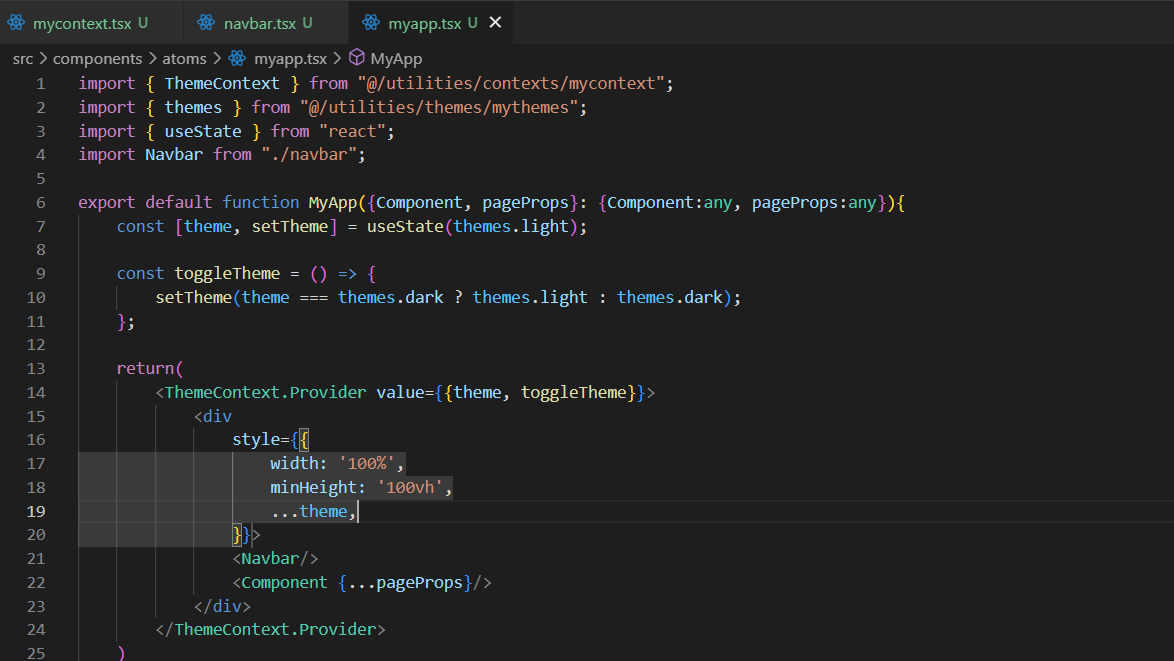 mycontext.tsx U navbar.tsx U myapp.tsx U ×
src > components > atoms > myapp.tsx > MyApp
1 import { ThemeContext } from "@/utilities/contexts/mycontext";
2 import { themes } from "@/utilities/themes/mythemes";
3 import { useState } from "react";
4 import Navbar from "./navbar";
5
6 export default function MyApp({Component, pageProps}: {Component:any, pageProps:any}){
7 const [theme, setTheme] = useState(themes.light);
8
9 const toggleTheme = () => {
10 setTheme(theme === themes.dark ? themes.light : themes.dark);
11 };
12
13 return(
14 <ThemeContext.Provider value={{theme, toggleTheme}}>
15 <div
16 style={{
17 width: '100%',
18 minHeight: '100vh',
19 ...theme,
20 }}>
21 <Navbar/>
22 <Component {...pageProps}/>
23 </div>
24 </ThemeContext.Provider>
25 )